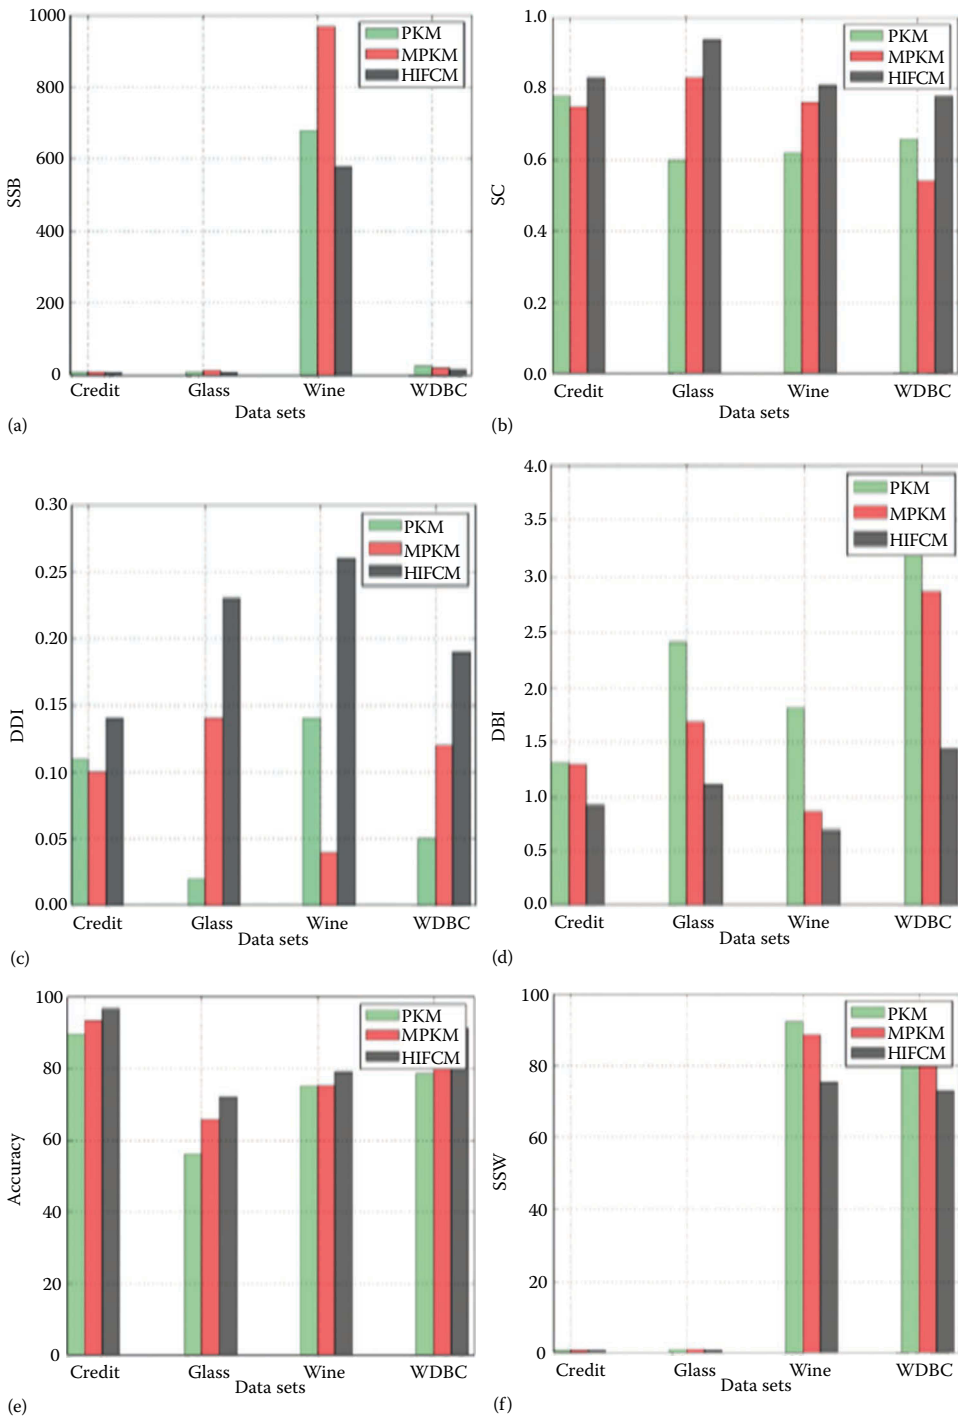 1000
800
600
400
200
0
SSB
PKM
MPKM
HIFCM
Credit Glass Wine WDBC
Data sets
(a)
1.0
0.8
0.6
0.4
0.2
0.0
SC
PKM
MPKM
HIFCM
Credit Glass Wine WDBC
Data sets
(b)
0.30
0.25
0.20
0.15
0.10
0.05
0.00
DDI
PKM
MPKM
HIFCM
Credit Glass Wine WDBC
Data sets
(c)
4.0
3.5
3.0
2.5
2.0
1.5
1.0
0.5
0.0
DBI
PKM
MPKM
HIFCM
Credit Glass Wine WDBC
Data sets
(d)
100
80
60
40
20
0
Accuracy
PKM
MPKM
HIFCM
Credit Glass Wine WDBC
Data sets
(e)
100
80
60
40
20
0
SSW
PKM
MPKM
HIFCM
Credit Glass Wine WDBC
Data sets
(f)